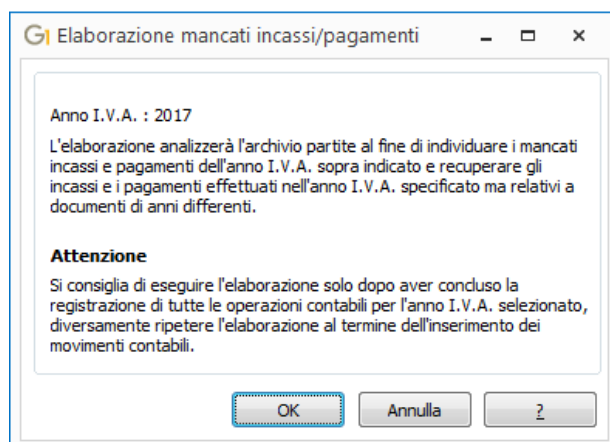 G1 Elaborazione mancati incassi/pagamenti
Anno I.V.A. : 2017
L'elaborazione analizzerà l'archivio partite al fine di individuare i mancati
incassi e pagamenti dell'anno I.V.A. sopra indicato e recuperare gli
incassi e i pagamenti effettuati nell'anno I.V.A. specificato ma relativi a
documenti di anni differenti.
Attenzione
Si consiglia di eseguire l'elaborazione solo dopo aver concluso la
registrazione di tutte le operazioni contabili per l'anno I.V.A. selezionato,
diversamente ripetere l'elaborazione al termine dell'inserimento dei
movimenti contabili.
OK Annulla ?